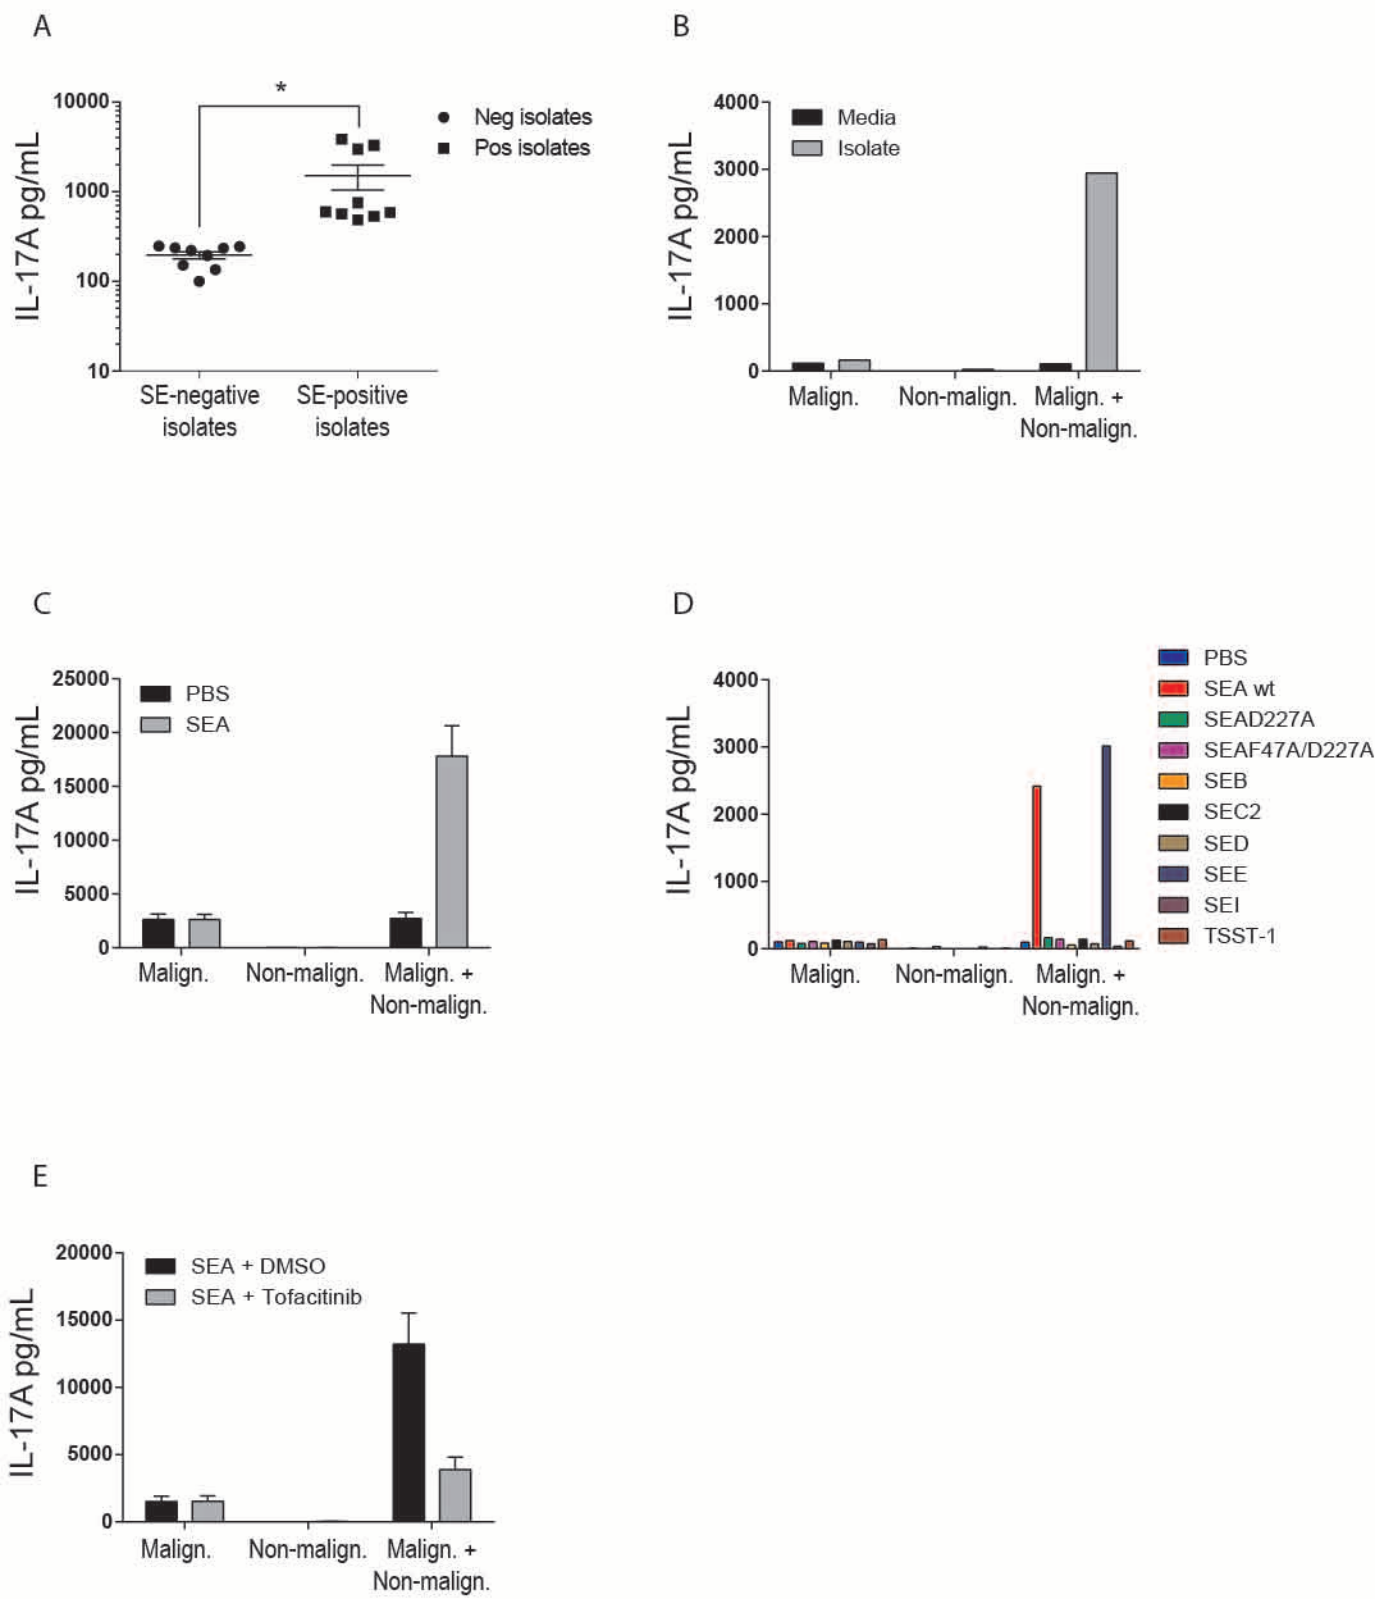 A
IL-17A pg/mL
10000
1000
100
10
*
Neg isolates
Pos isolates
SE-negative
isolates
SE-positive
isolates
B
IL-17A pg/mL
4000
3000
2000
1000
0
Media
Isolate
Malign.
Non-malign.
Malign. +
Non-malign.
C
IL-17A pg/mL
25000
20000
15000
10000
5000
0
PBS
SEA
Malign.
Non-malign.
Malign. +
Non-malign.
D
IL-17A pg/mL
4000
3000
2000
1000
0
PBS
SEA wt
SEAD227A
SEAF47A/D227A
SEB
SEC2
SED
SEE
SEI
TSST-1
Malign.
Non-malign.
Malign. +
Non-malign.
E
IL-17A pg/mL
20000
15000
10000
5000
0
SEA + DMSO
SEA + Tofacitinib
Malign.
Non-malign.
Malign. +
Non-malign.